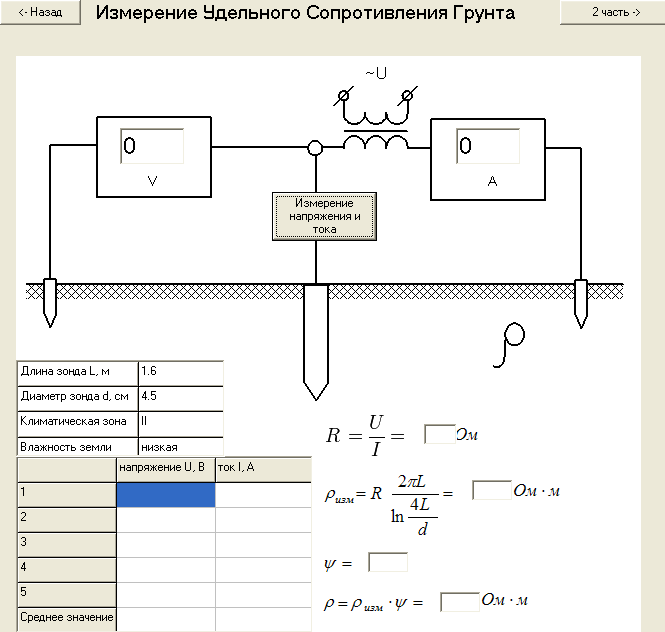 <- Назад
Измерение Удельного Сопротивления Грунта
2 часть ->
~U
0
V
0
A
Измерение
напряжения и
тока
ρ
Длина зонда L, м 1.6
Диаметр зонда d, см 4.5
Климатическая зона II
Влажность земли низкая
напряжение U, В ток I, А
1
2
3
4
5
Среднее значение
R = U/I = Ом
ρизм = R 2πL / ln 4L/d = Ом · м
ψ =
ρ = ρизм · ψ = Ом · м